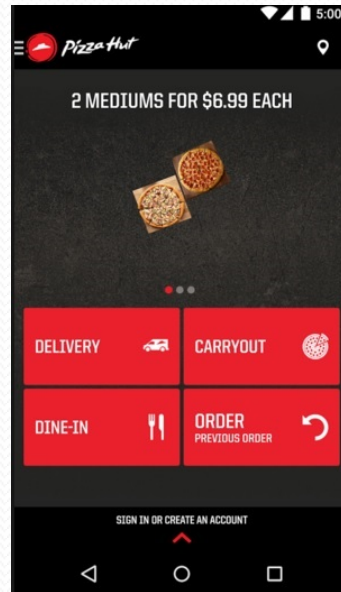 5:00
Pizza Hut
2 MEDIUMS FOR $6.99 EACH
DELIVERY
CARRYOUT
DINE-IN
ORDER
PREVIOUS ORDER
SIGN IN OR CREATE AN ACCOUNT